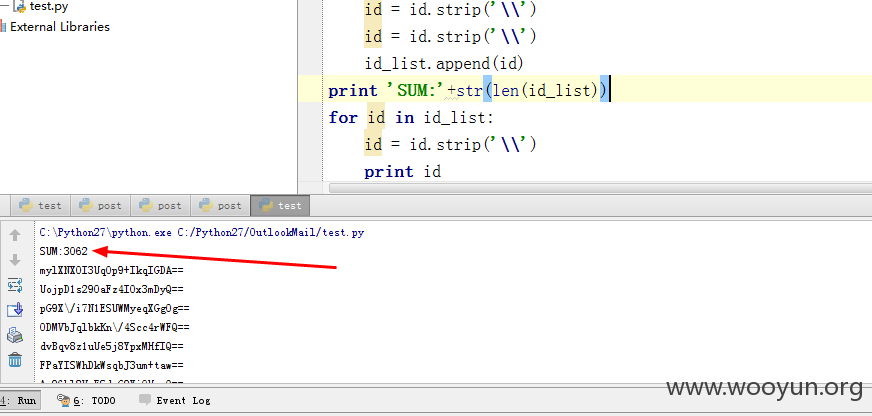 test.py
External Libraries
id = id.strip('\\')
id = id.strip('\\')
id_list.append(id)
print 'SUM:'+str(len(id_list))
for id in id_list:
id = id.strip('\\')
print id
test post post post test
C:\Python27\python.exe C:/Python27/OutlookMail/test.py
SUM:3062
mylXNXOI3UqOp9+IkqIGDA==
UojpD1s290aFz4IOx3mDyQ==
pG9X\/i7N1ESUWMyeqXGgOg==
ODMVbJqlbkKn\/4Scc4rWFQ==
dvBqv8z1uUe5j8YpxMHfIQ==
FPaYISWhDkWsqbJ3um+taw==
4: Run 6: TODO Event Log
www.wooyun.org